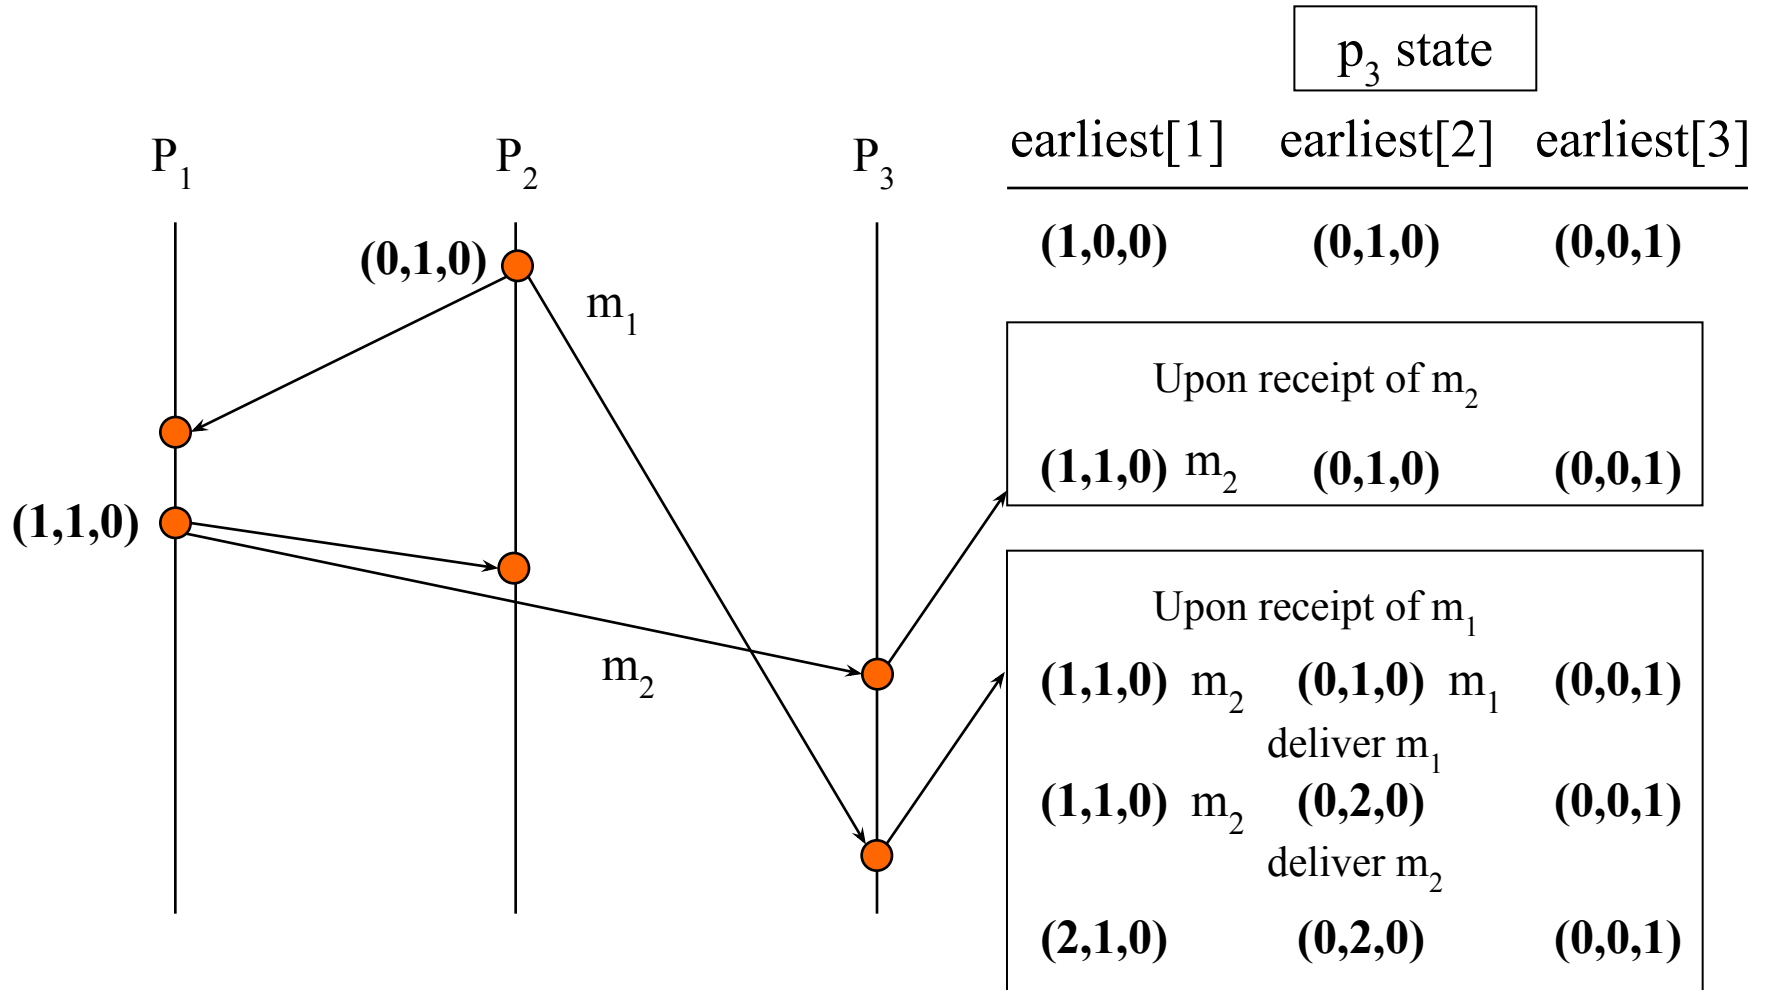 p₃ state
P₁ P₂ P₃
earliest[1] earliest[2] earliest[3]
(1,0,0) (0,1,0) (0,0,1)
(0,1,0)
m₁
(1,1,0)
m₂
Upon receipt of m₂
(1,1,0) m₂ (0,1,0) (0,0,1)
Upon receipt of m₁
(1,1,0) m₂ (0,1,0) m₁ (0,0,1)
deliver m₁
(1,1,0) m₂ (0,2,0) (0,0,1)
deliver m₂
(2,1,0) (0,2,0) (0,0,1)